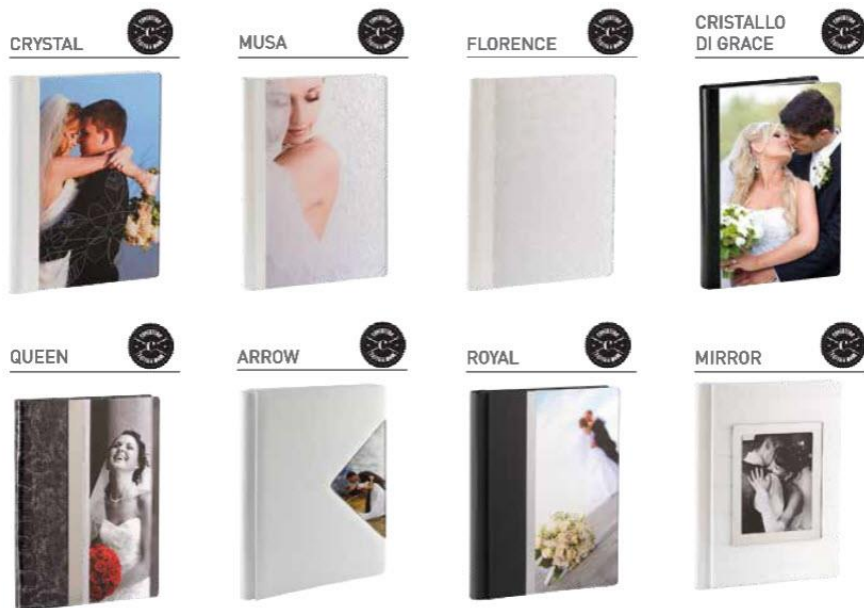 CRYSTAL
MUSA
FLORENCE
CRISTALLO
DI GRACE
QUEEN
ARROW
ROYAL
MIRROR